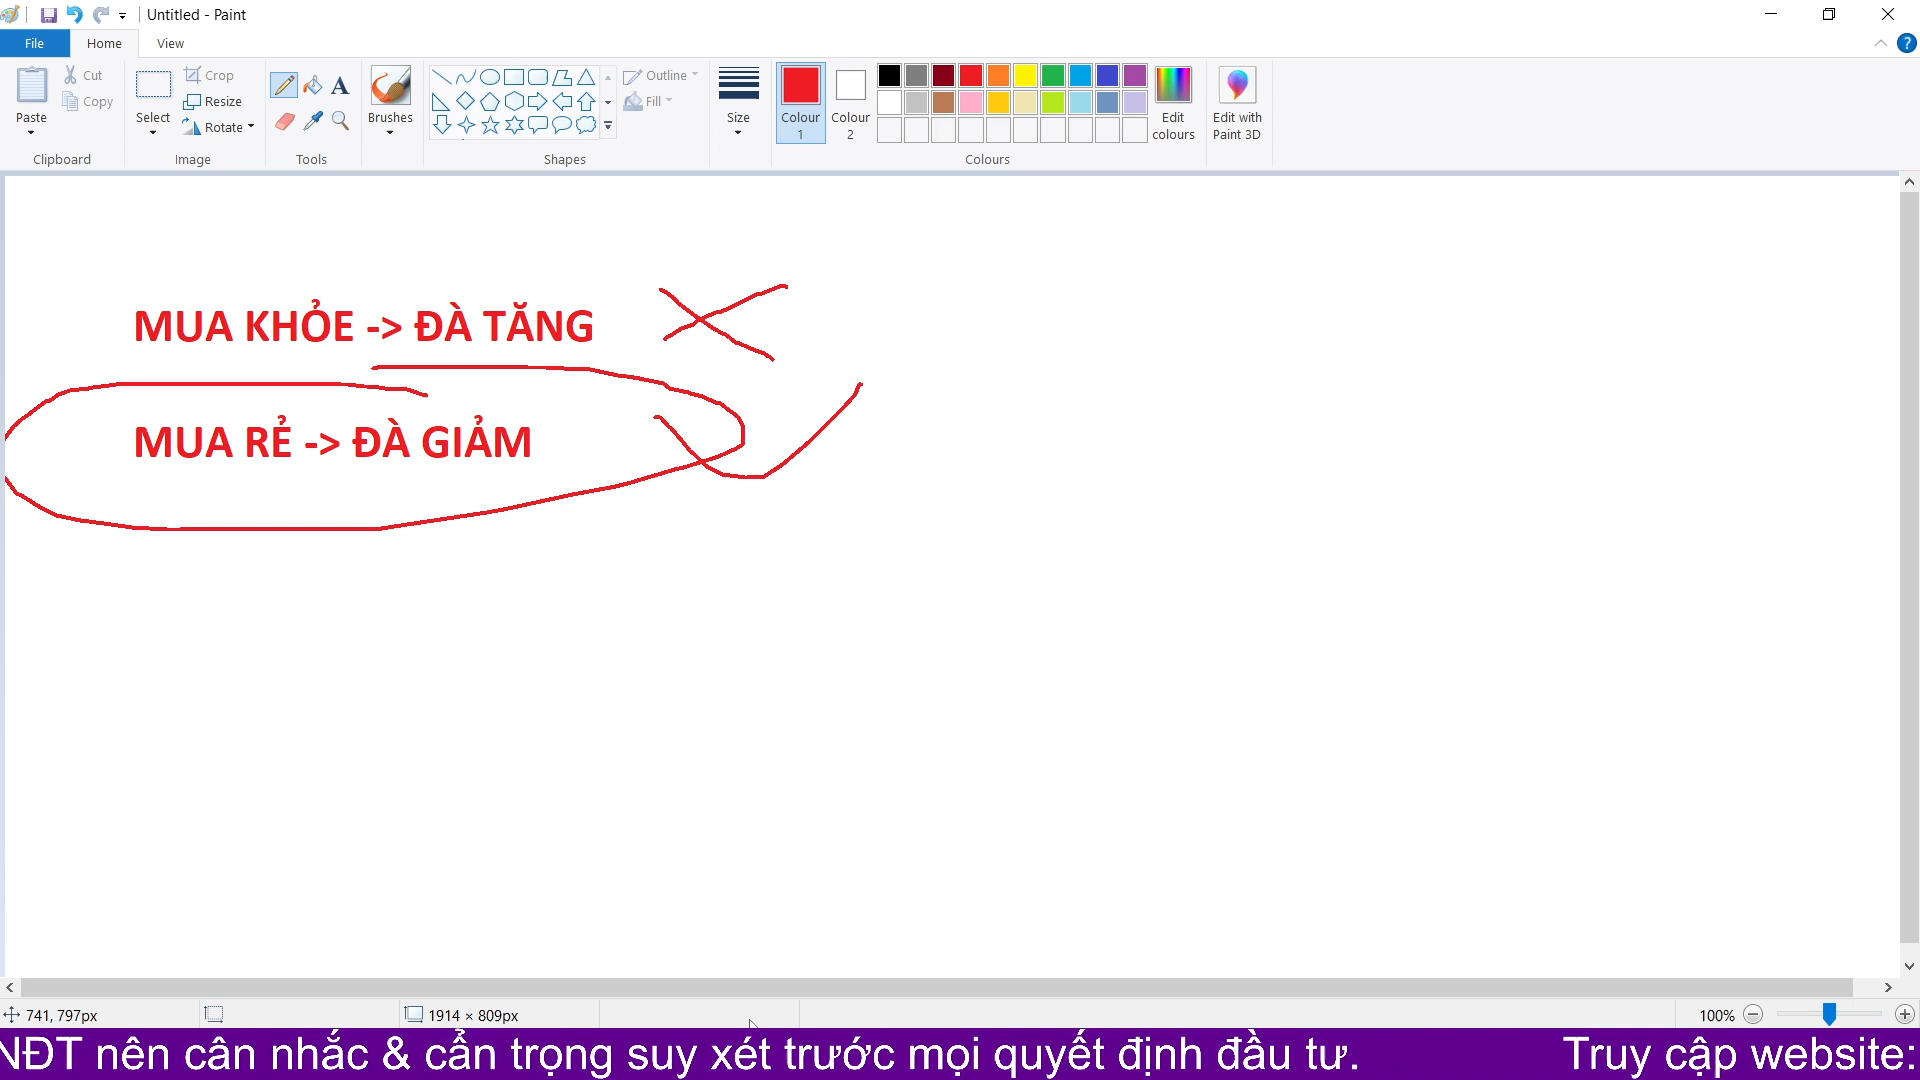 Untitled - Paint
File Home View
Paste
Cut
Copy
Clipboard
Select
Crop
Resize
Rotate
Image
Tools
Brushes
Shapes
Outline
Fill
Size
Colour 1
Colour 2
Colours
Edit colours
Edit with Paint 3D
MUA KHỎE -> ĐÀ TĂNG
MUA RẺ -> ĐÀ GIẢM
741, 797px
1914 × 809px
100%
NĐT nên cân nhắc & cẩn trọng suy xét trước mọi quyết định đầu tư. Truy cập website: